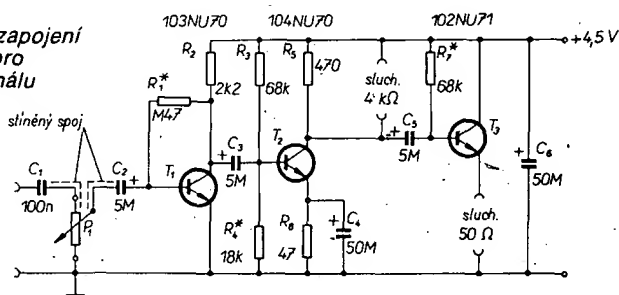 zapojení
pro
nálu
103NU70
104NU70
102NU71
+4,5 V
R₂
2k2
R₃
68k
R₅
470
sluch.
4 kΩ
R₇*
68k
R₁*
M47
stíněný spoj
C₁
100n
C₂
5M
P₁
T₁
C₃
5M
T₂
C₅
5M
T₃
C₆
50M
R₄*
18k
R₆
47
C₄
50M
sluch.
50 Ω